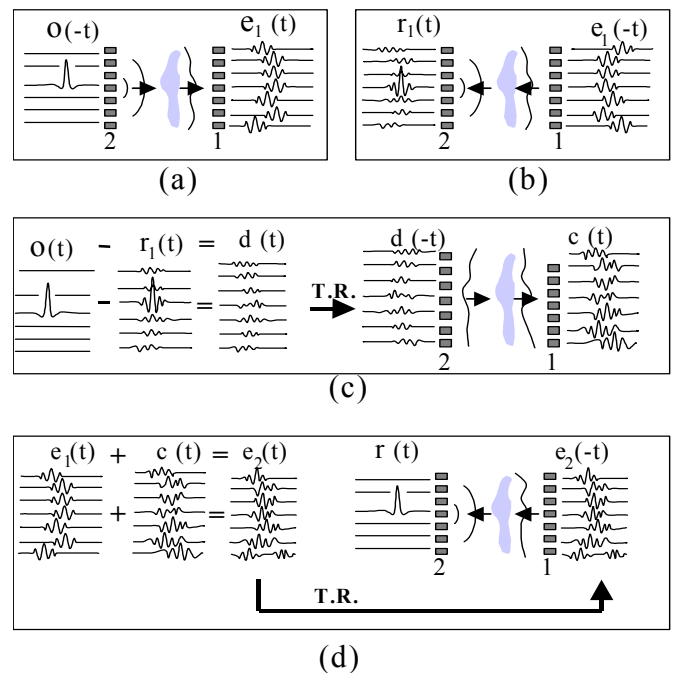 o(-t) e₁(t)
2 1
(a)
r₁(t) e₁(-t)
2 1
(b)
o(t) - r₁(t) = d (t) d (-t) c (t)
- = T.R.
2 1
(c)
e₁(t) + c (t) = e₂(t) r (t) e₂(-t)
+ =
2 1
T.R.
(d)